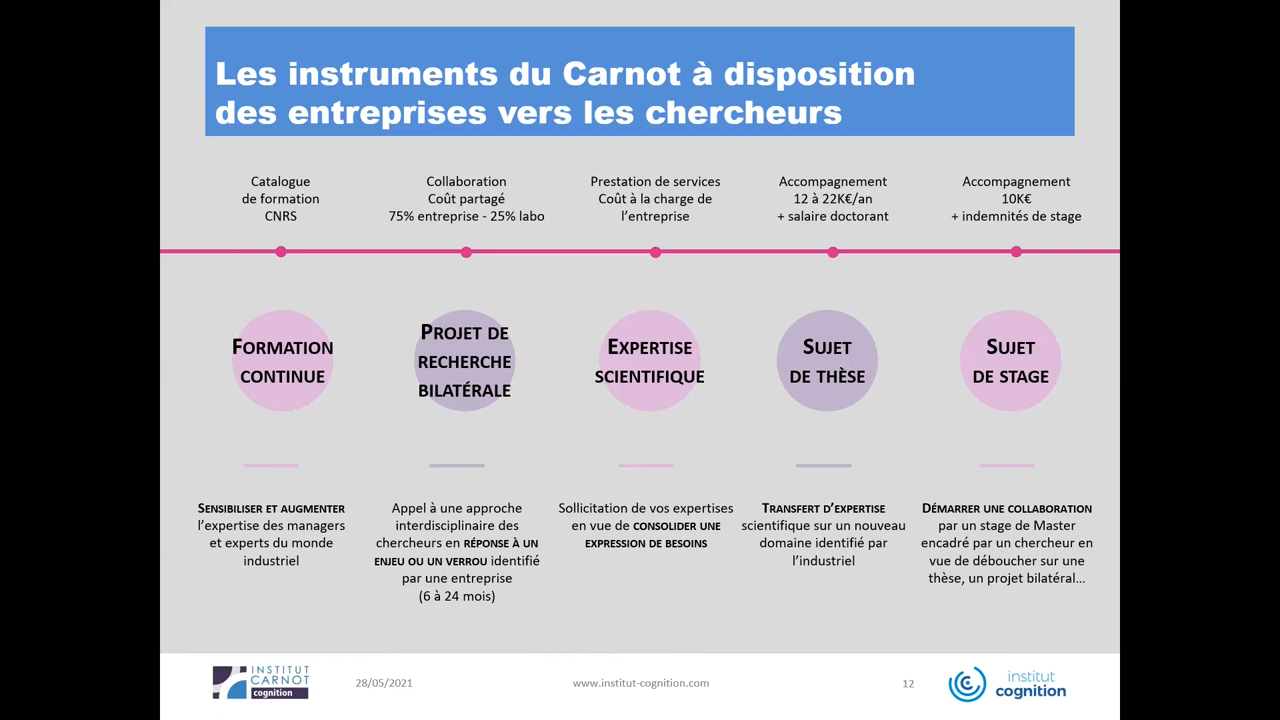 Les instruments du Carnot à disposition
des entreprises vers les chercheurs
Catalogue
de formation
CNRS
Collaboration
Coût partagé
75% entreprise - 25% labo
Prestation de services
Coût à la charge de
l'entreprise
Accompagnement
12 à 22K€/an
+ salaire doctorant
Accompagnement
10K€
+ indemnités de stage
FORMATION
CONTINUE
PROJET DE
RECHERCHE
BILATÉRALE
EXPERTISE
SCIENTIFIQUE
SUJET
DE THÈSE
SUJET
DE STAGE
SENSIBILISER ET AUGMENTER
l'expertise des managers
et experts du monde
industriel
Appel à une approche
interdisciplinaire des
chercheurs en RÉPONSE À UN
ENJEU OU UN VERROU identifié
par une entreprise
(6 à 24 mois)
Sollicitation de vos expertises
en vue de CONSOLIDER UNE
EXPRESSION DE BESOINS
TRANSFERT D'EXPERTISE
scientifique sur un nouveau
domaine identifié par
l'industriel
DÉMARRER UNE COLLABORATION
par un stage de Master
encadré par un chercheur en
vue de déboucher sur une
thèse, un projet bilatéral…
INSTITUT
CARNOT
cognition
28/05/2021
www.institut-cognition.com
12
institut
cognition